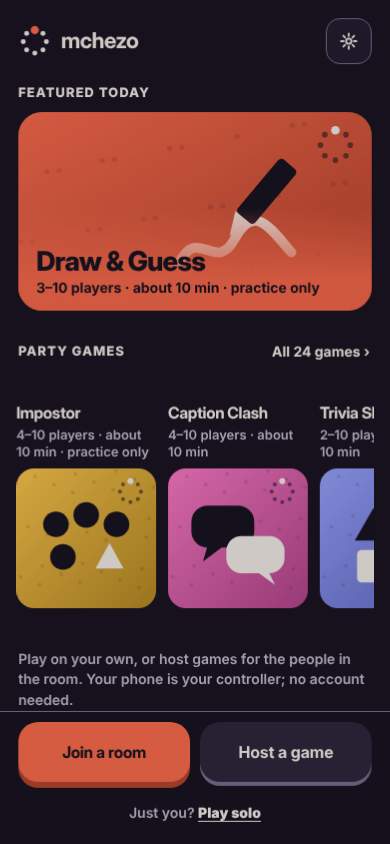 mchezo
FEATURED TODAY
Draw & Guess
3–10 players · about 10 min · practice only
PARTY GAMES
All 24 games ›
Impostor
4–10 players · about
10 min · practice only
Caption Clash
4–10 players · about
10 min
Trivia
2–10
10 min
Play on your own, or host games for the people in
the room. Your phone is your controller; no account
needed.
Join a room
Host a game
Just you? Play solo